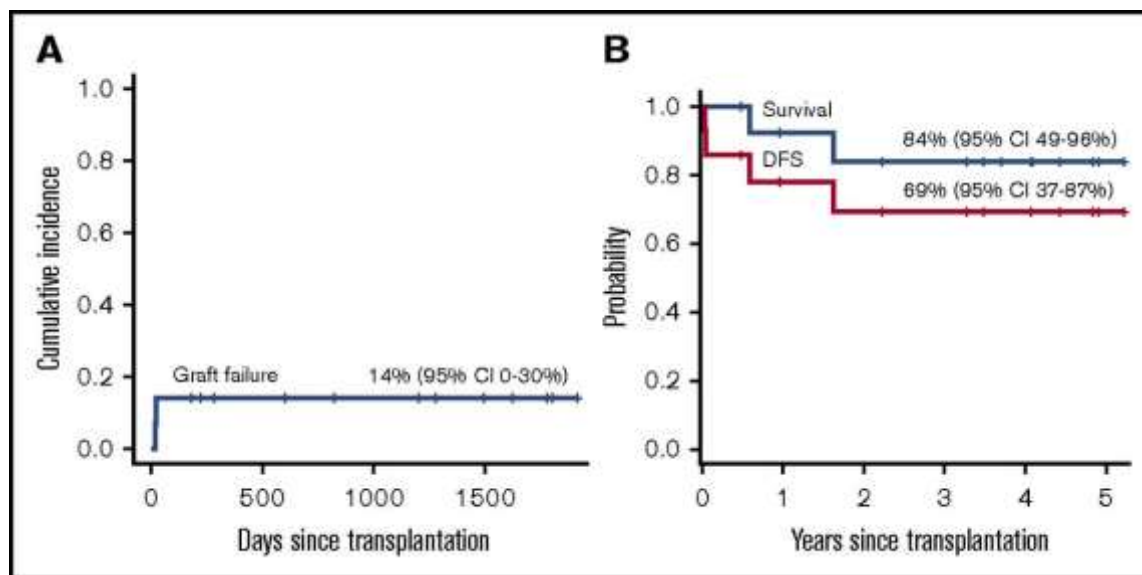 A
1.0
0.8
0.6
0.4
0.2
0.0
Cumulative incidence
Graft failure
14% (95% CI 0-30%)
0 500 1000 1500
Days since transplantation
B
1.0
0.8
0.6
0.4
0.2
0.0
Probability
Survival
84% (95% CI 49-96%)
DFS
69% (95% CI 37-87%)
0 1 2 3 4 5
Years since transplantation